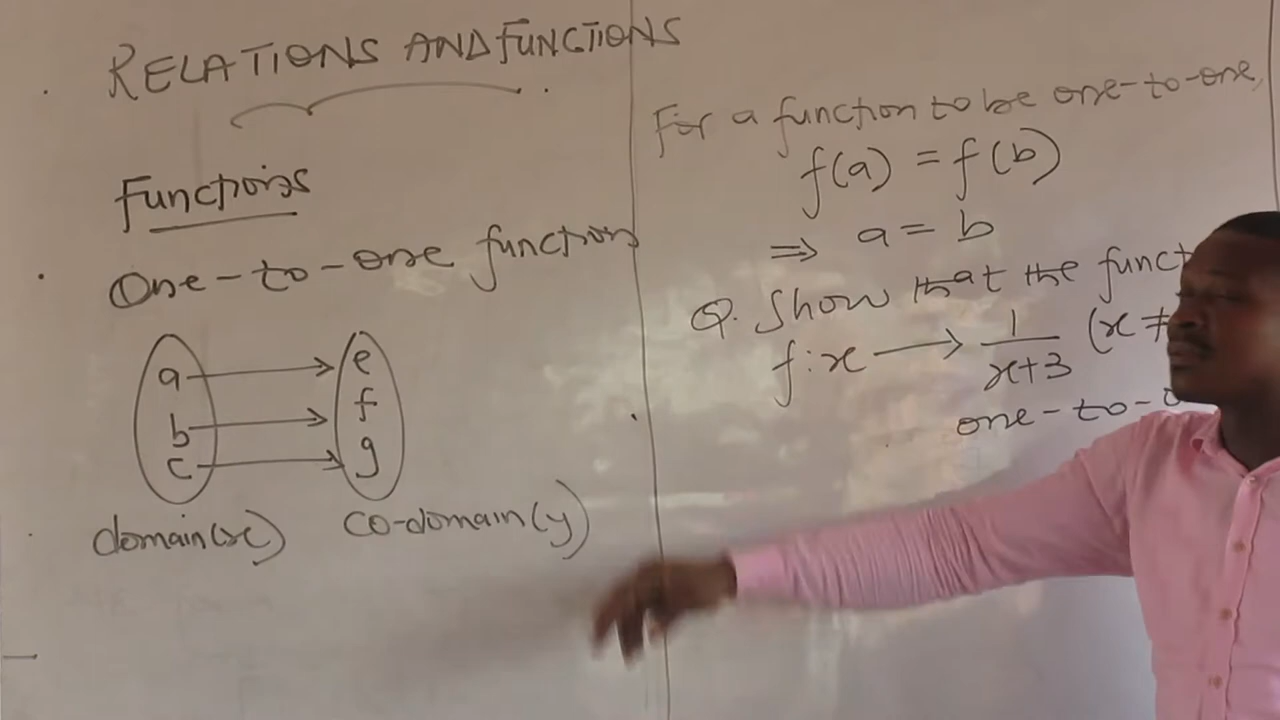 RELATIONS AND FUNCTIONS
Functions
One-to-one function
a
b
c
e
f
g
domain(x)
co-domain(y)
For a function to be one-to-one,
f(a) = f(b)
⇒ a = b
Q. Show that the funct
f:x → 1/x+3 (x ≠
one-to-o